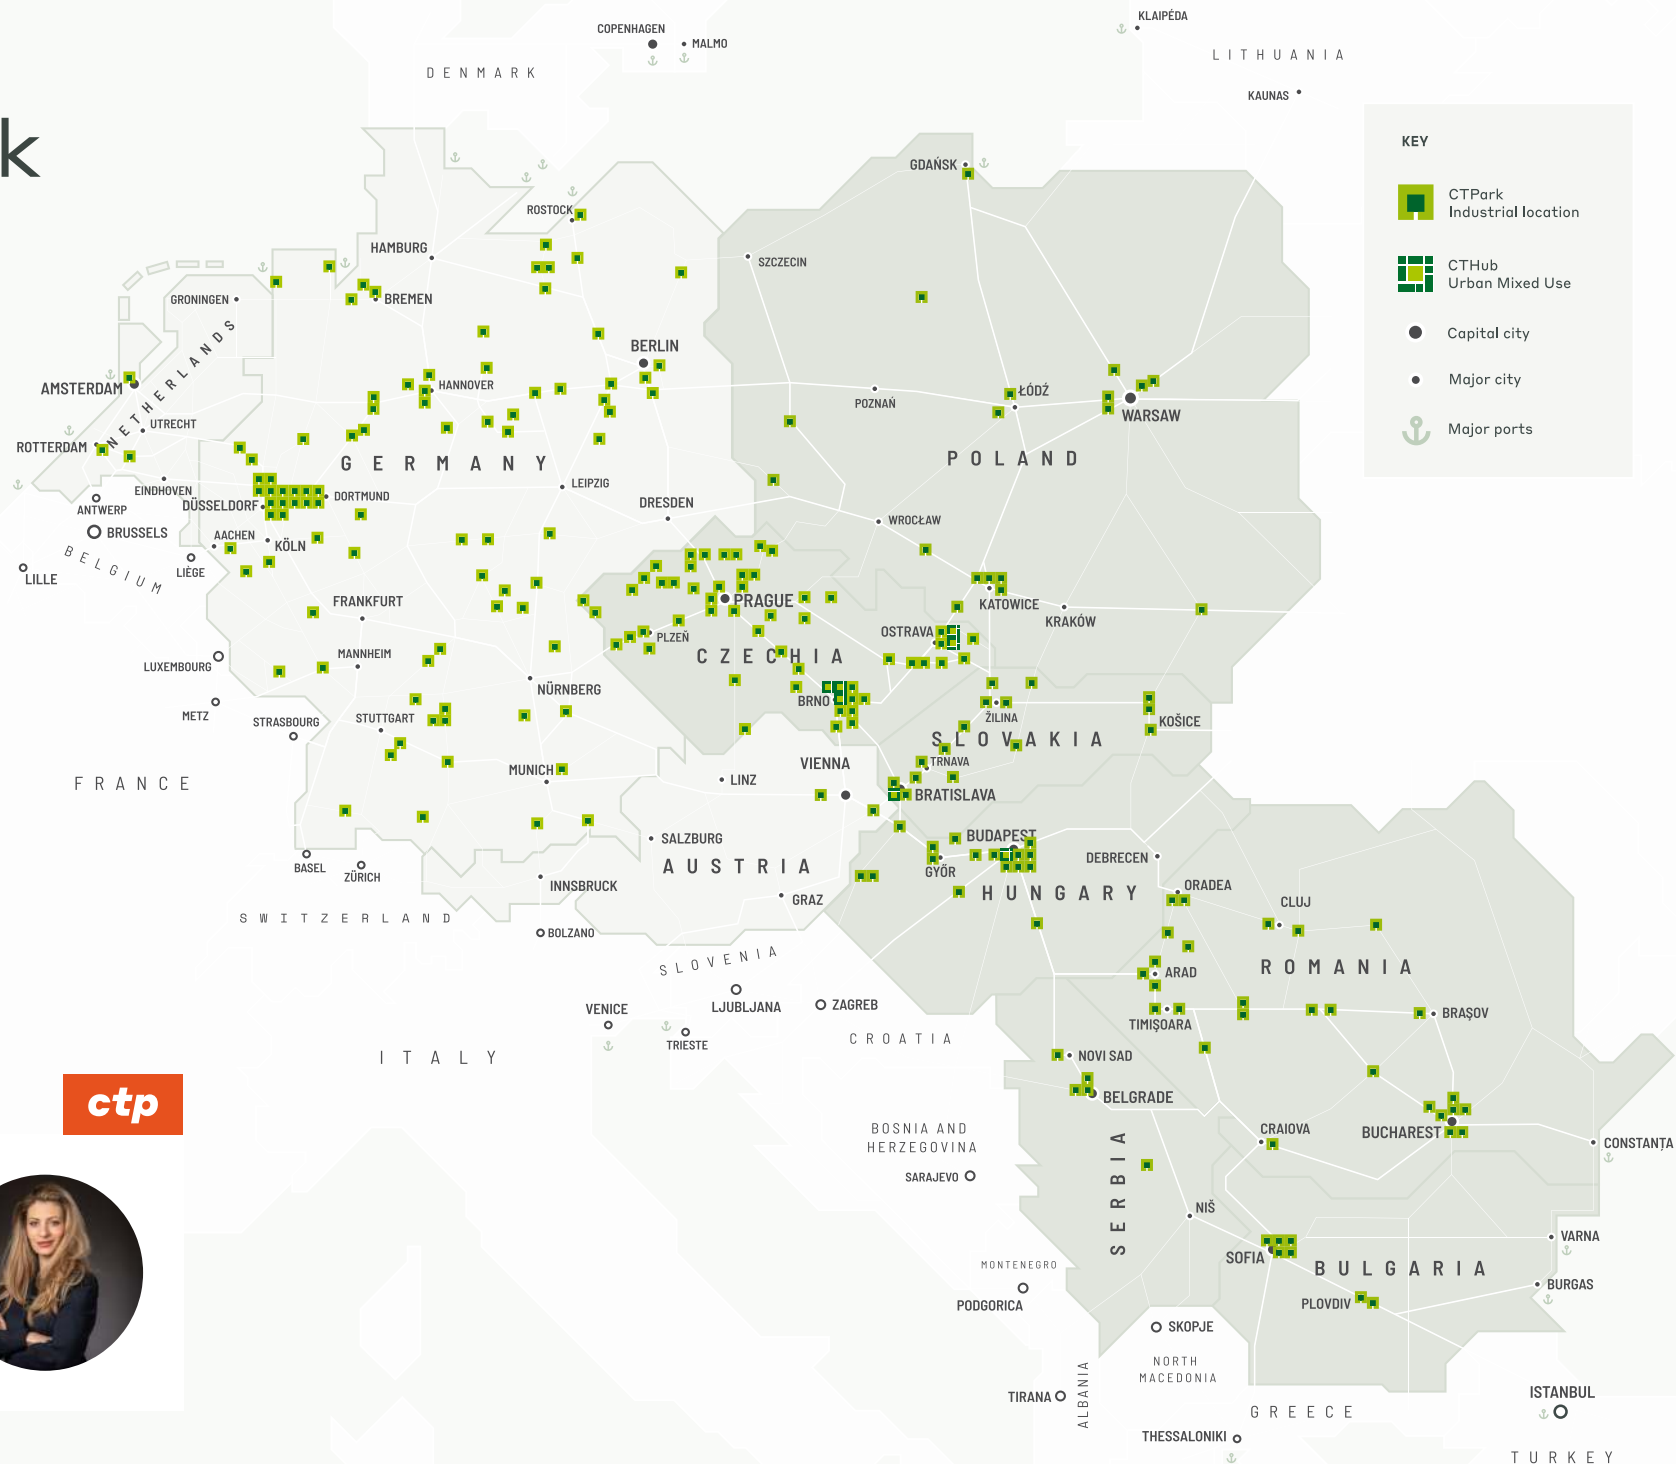 k
COPENHAGEN
MALMO
KLAIPĖDA
DENMARK
LITHUANIA
KAUNAS
KEY
CTPark
Industrial location
CTHub
Urban Mixed Use
Capital city
Major city
Major ports
GDAŃSK
ROSTOCK
HAMBURG
SZCZECIN
GRONINGEN
BREMEN
NETHERLANDS
BERLIN
AMSTERDAM
HANNOVER
ŁÓDŹ
POZNAŃ
WARSAW
UTRECHT
ROTTERDAM
GERMANY
POLAND
EINDHOVEN
LEIPZIG
DORTMUND
ANTWERP
DÜSSELDORF
DRESDEN
WROCŁAW
BRUSSELS
AACHEN
KÖLN
BELGIUM
LIÈGE
LILLE
FRANKFURT
PRAGUE
KATOWICE
KRAKÓW
OSTRAVA
PLZEŇ
MANNHEIM
CZECHIA
LUXEMBOURG
NÜRNBERG
BRNO
METZ
STRASBOURG
STUTTGART
ŽILINA
KOŠICE
SLOVAKIA
VIENNA
TRNAVA
MUNICH
LINZ
FRANCE
BRATISLAVA
SALZBURG
BUDAPEST
DEBRECEN
BASEL
ZÜRICH
AUSTRIA
GYŐR
INNSBRUCK
HUNGARY
ORADEA
GRAZ
CLUJ
SWITZERLAND
BOLZANO
SLOVENIA
ROMANIA
ARAD
LJUBLJANA
ZAGREB
VENICE
TIMIŞOARA
BRAŞOV
TRIESTE
CROATIA
ITALY
NOVI SAD
ctp
BELGRADE
BOSNIA AND
HERZEGOVINA
CRAIOVA
BUCHAREST
CONSTANȚA
SARAJEVO
SERBIA
NIŠ
VARNA
SOFIA
MONTENEGRO
BULGARIA
BURGAS
PODGORICA
PLOVDIV
SKOPJE
NORTH
MACEDONIA
TIRANA
ALBANIA
ISTANBUL
GREECE
THESSALONIKI
TURKEY